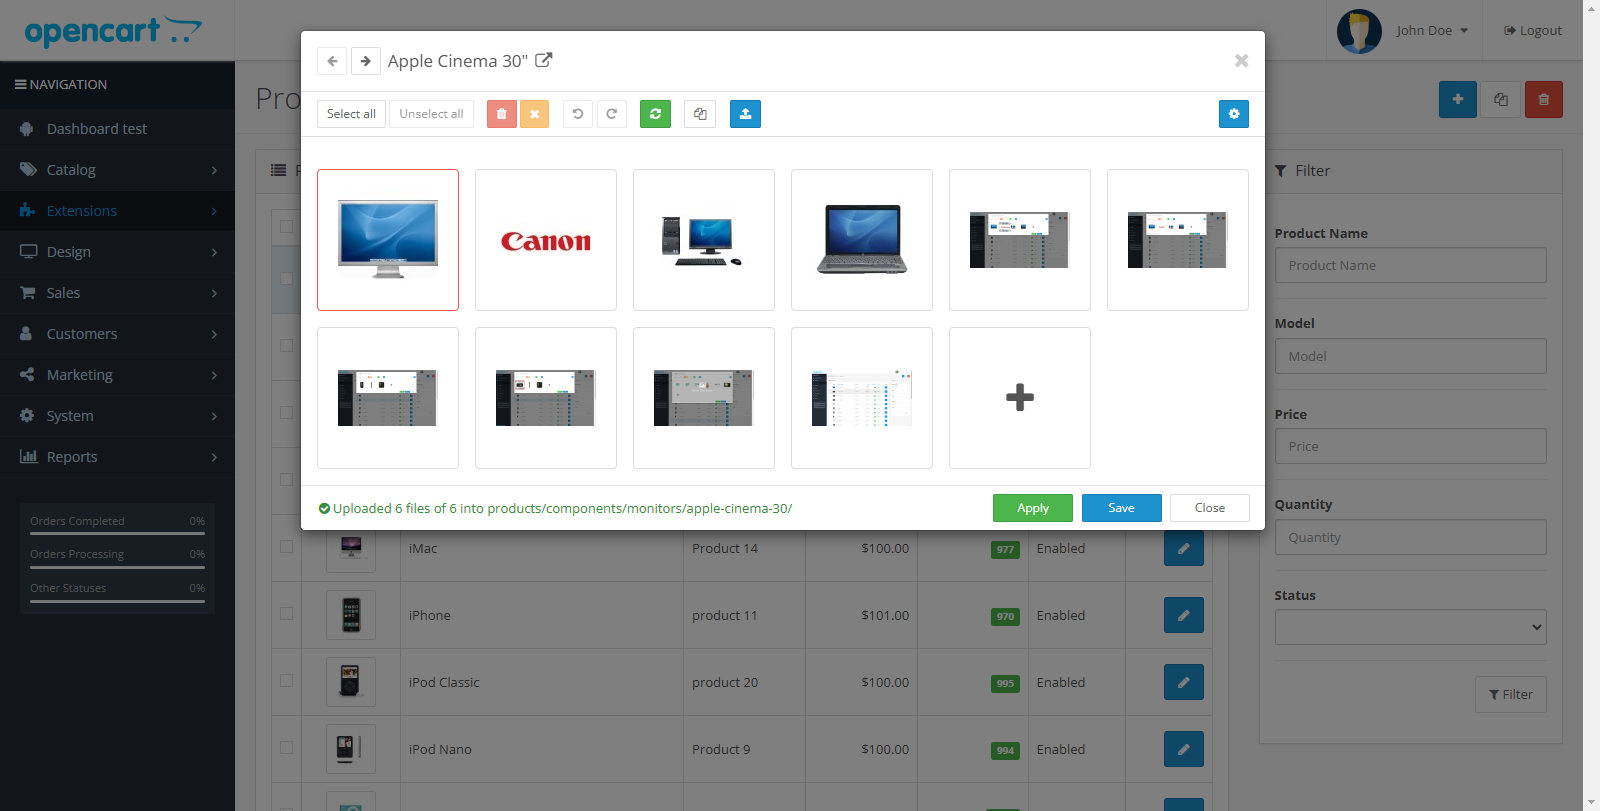 opencart
John Doe
Logout
NAVIGATION
Dashboard test
Catalog
Extensions
Design
Sales
Customers
Marketing
System
Reports
Orders Completed 0%
Orders Processing 0%
Other Statuses 0%
Pro
Apple Cinema 30"
Select all
Unselect all
Canon
Uploaded 6 files of 6 into products/components/monitors/apple-cinema-30/
Apply
Save
Close
iMac Product 14 $100.00 977 Enabled
iPhone product 11 $101.00 970 Enabled
iPod Classic product 20 $100.00 995 Enabled
iPod Nano Product 9 $100.00 994 Enabled
Filter
Product Name
Product Name
Model
Model
Price
Price
Quantity
Quantity
Status
Filter